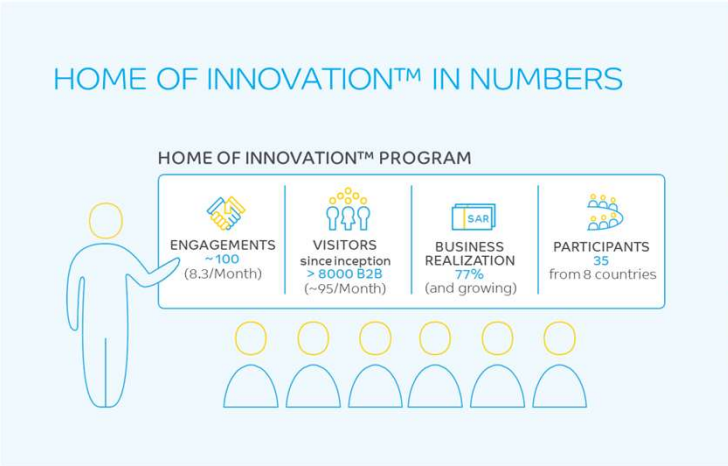 HOME OF INNOVATION™ IN NUMBERS
HOME OF INNOVATION™ PROGRAM
ENGAGEMENTS
~100
(8.3/Month)
VISITORS
since inception
> 8000 B2B
(~95/Month)
SAR
BUSINESS
REALIZATION
77%
(and growing)
PARTICIPANTS
35
from 8 countries